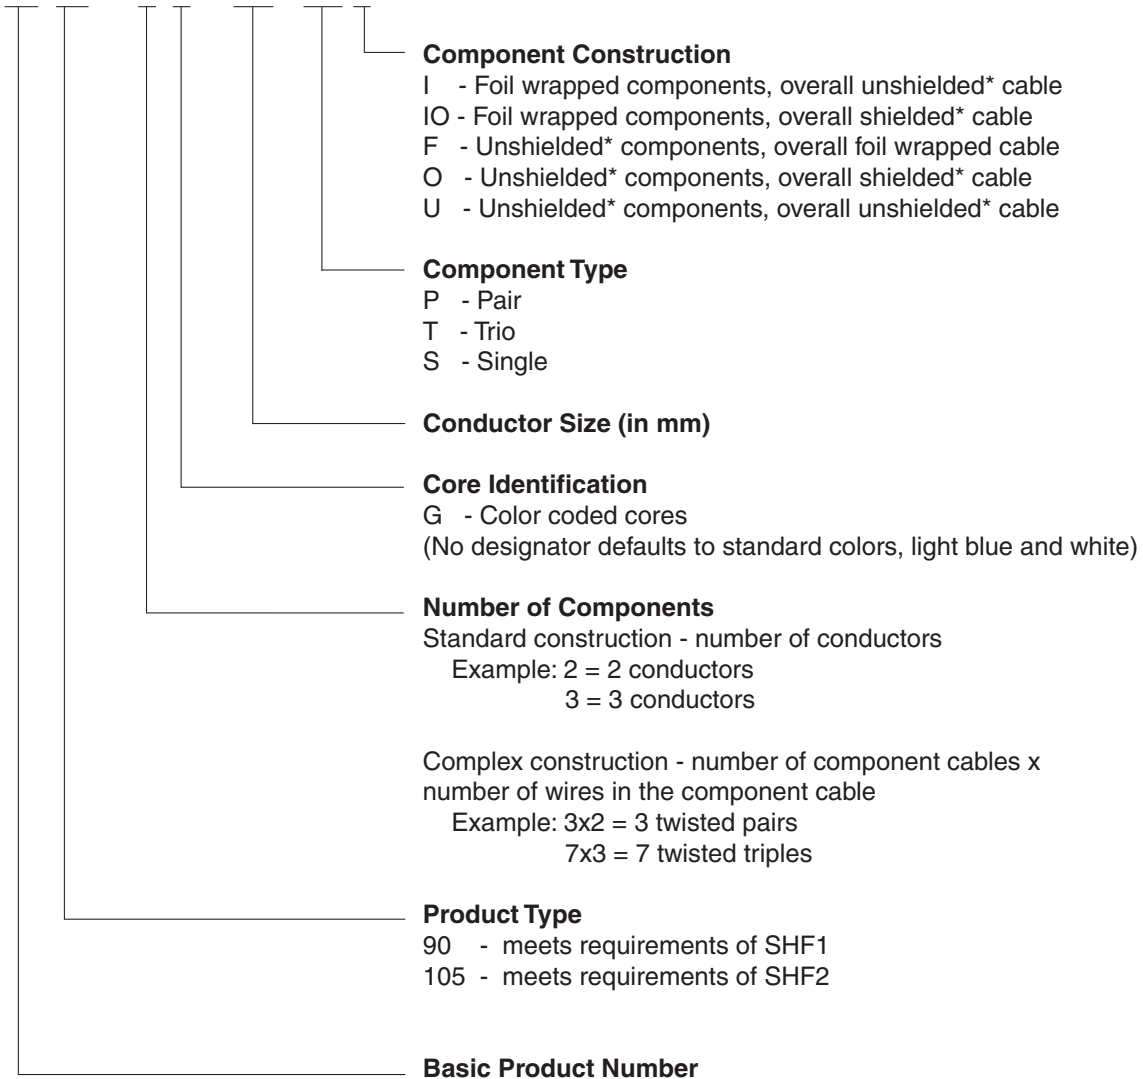 Component Construction
I - Foil wrapped components, overall unshielded* cable
IO - Foil wrapped components, overall shielded* cable
F - Unshielded* components, overall foil wrapped cable
O - Unshielded* components, overall shielded* cable
U - Unshielded* components, overall unshielded* cable
Component Type
P - Pair
T - Trio
S - Single
Conductor Size (in mm)
Core Identification
G - Color coded cores
(No designator defaults to standard colors, light blue and white)
Number of Components
Standard construction - number of conductors
Example: 2 = 2 conductors
3 = 3 conductors
Complex construction - number of component cables x
number of wires in the component cable
Example: 3x2 = 3 twisted pairs
7x3 = 7 twisted triples
Product Type
90 - meets requirements of SHF1
105 - meets requirements of SHF2
Basic Product Number